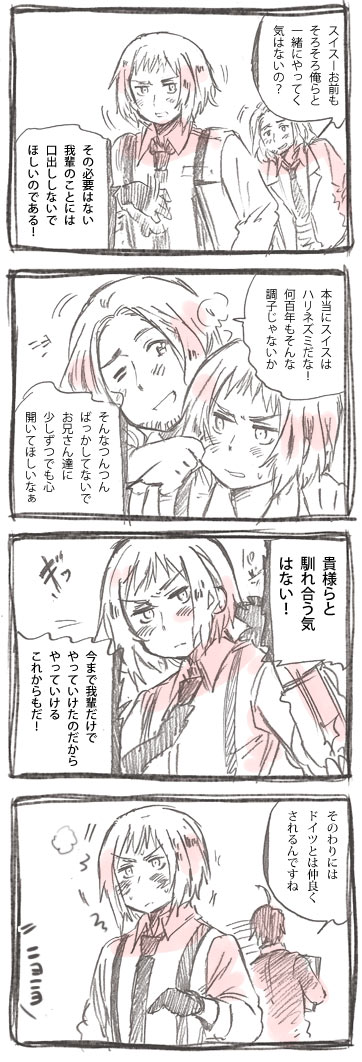 スイスーお前も
そろそろ俺らと
一緒にやってく
気はないの？
その必要はない
我輩のことには
口出ししないで
ほしいのである！
本当にスイスは
ハリネズミだな！
何百年もそんな
調子じゃないか
そんなつんつん
ばっかしてないで
お兄さん達に
少しずつでも心
開いてほしいなぁ
貴様らと
馴れ合う気
はない！
ギッ
今まで我輩だけで
やっていけたのだから
やっていける
これからもだ！
そのわりには
ドイツとは仲良く
されるんですね